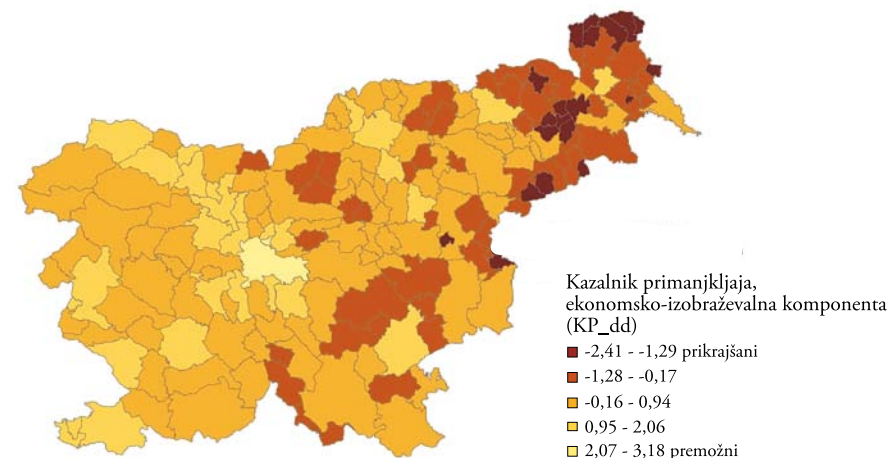 Kazalnik primanjkljaja,
ekonomsko-izobraževalna komponenta
(KP_dd)
-2,41 - -1,29 prikrajšani
-1,28 - -0,17
-0,16 - 0,94
0,95 - 2,06
2,07 - 3,18 premožni